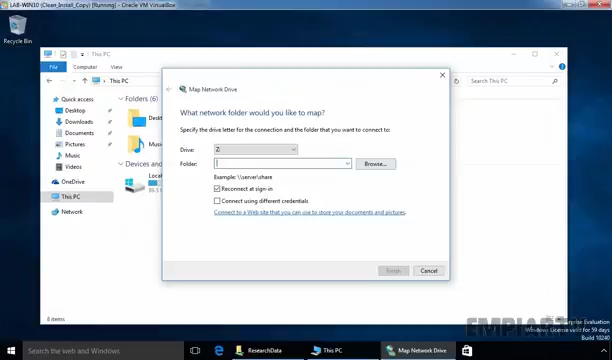 LAB-WIN10 (Clean_Install_Copy) [Running] - Oracle VM VirtualBox
Recycle Bin
This PC
File
Computer
View
This PC
Search This PC
Quick access
Desktop
Downloads
Documents
Pictures
Music
Videos
OneDrive
This PC
Network
Folders (6)
Music
Devices and
Map Network Drive
What network folder would you like to map?
Specify the drive letter for the connection and the folder that you want to connect to:
Drive:
Z:
Folder:
Browse...
Example: \\server\share
Reconnect at sign-in
Connect using different credentials
Connect to a Web site that you can use to store your documents and pictures.
Finish
Cancel
8 items
Evaluation
Windows License valid for 59 days
Search the web and Windows
ResearchData
This PC
Map Network Drive